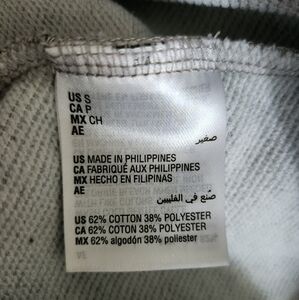 US S
CA P
MX CH
AE
صغير
US MADE IN PHILIPPINES
CA FABRIQUÉ AUX PHILIPPINES
MX HECHO EN FILIPINAS
AE
صنع في الفلبين
US 62% COTTON 38% POLYESTER
CA 62% COTON 38% POLYESTER
MX 62% algodón 38% poliester